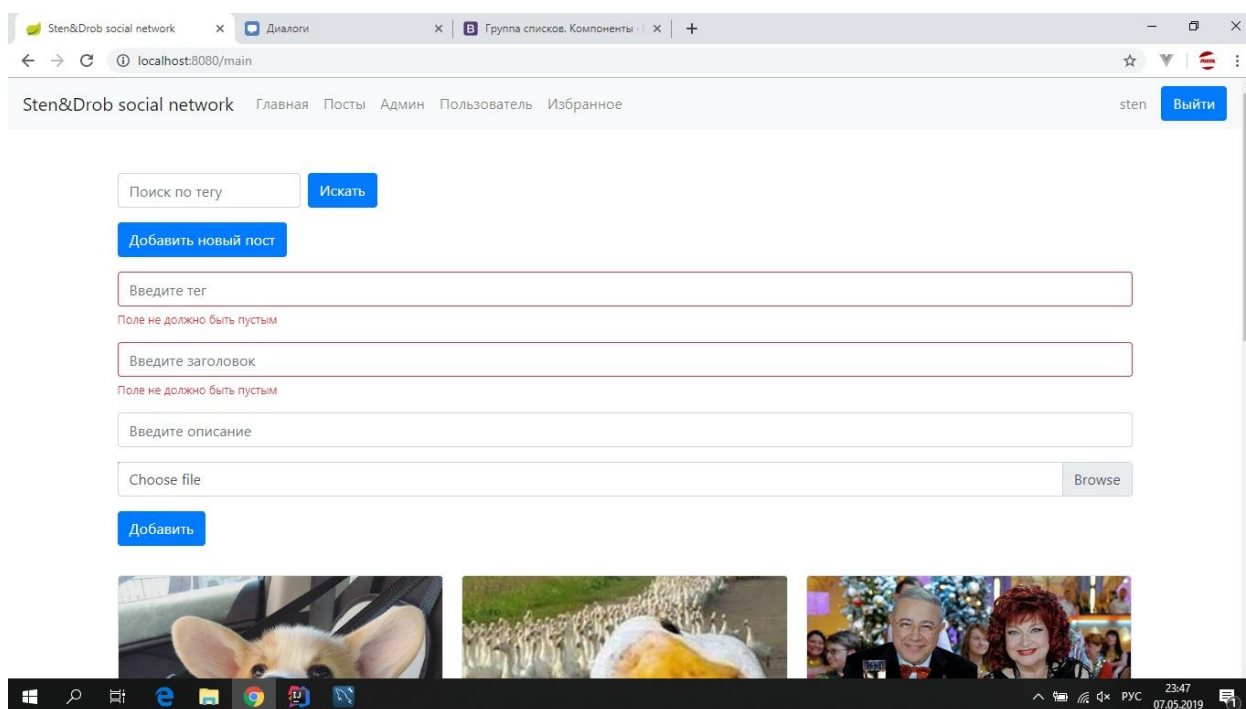 Sten&Drob social network
Диалоги
B Группа списков. Компоненты ·
localhost:8080/main
Sten&Drob social network Главная Посты Админ Пользователь Избранное sten Выйти
Поиск по тегу Искать
Добавить новый пост
Введите тег
Поле не должно быть пустым
Введите заголовок
Поле не должно быть пустым
Введите описание
Choose file Browse
Добавить
РУС
23:47
07.05.2019